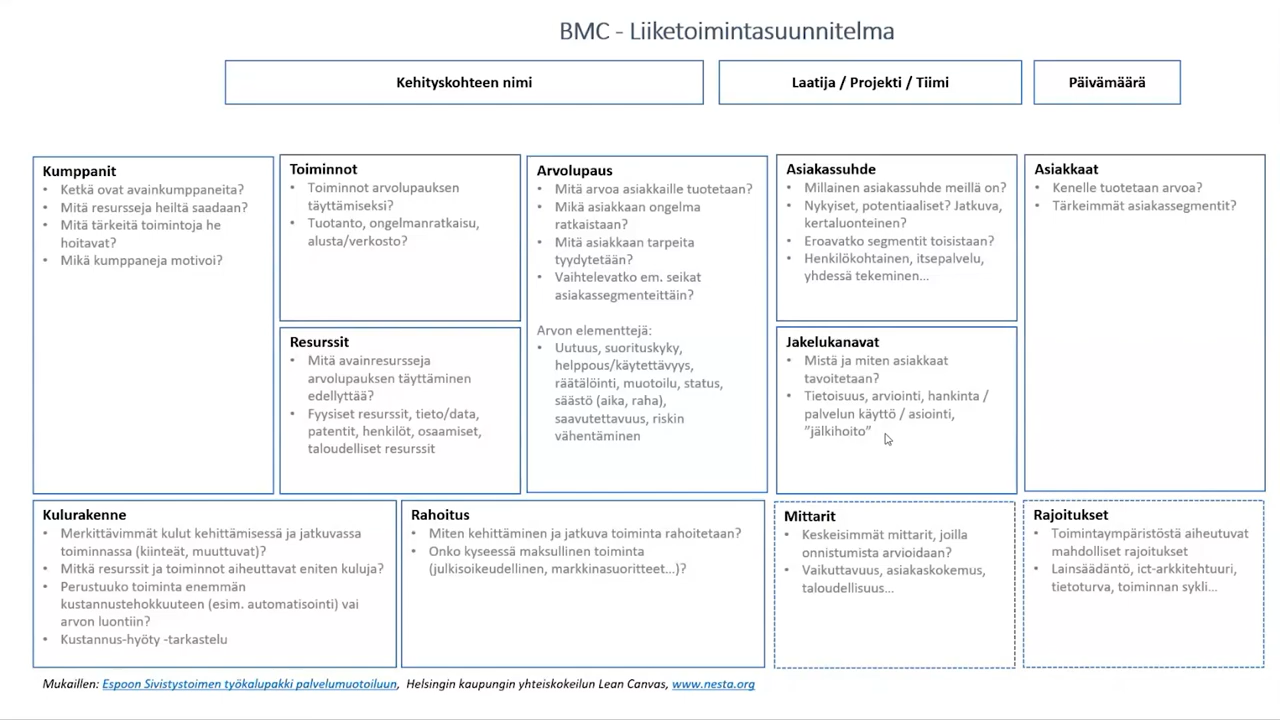 BMC - Liiketoimintasuunnitelma
Kehityskohteen nimi
Laatija / Projekti / Tiimi
Päivämäärä
Kumppanit
• Ketkä ovat avainkumppaneita?
• Mitä resursseja heiltä saadaan?
• Mitä tärkeitä toimintoja he
hoitavat?
• Mikä kumppaneja motivoi?
Toiminnot
• Toiminnot arvolupauksen
täyttämiseksi?
• Tuotanto, ongelmanratkaisu,
alusta/verkosto?
Resurssit
• Mitä avainresursseja
arvolupauksen täyttäminen
edellyttää?
• Fyysiset resurssit, tieto/data,
patentit, henkilöt, osaamiset,
taloudelliset resurssit
Arvolupaus
• Mitä arvoa asiakkaille tuotetaan?
• Mikä asiakkaan ongelma
ratkaistaan?
• Mitä asiakkaan tarpeita
tyydytetään?
• Vaihtelevatko em. seikat
asiakassegmenteittäin?
Arvon elementtejä:
• Uutuus, suorituskyky,
helppous/käytettävyys,
räätälöinti, muotoilu, status,
säästö (aika, raha),
saavutettavuus, riskin
vähentäminen
Asiakassuhde
• Millainen asiakassuhde meillä on?
• Nykyiset, potentiaaliset? Jatkuva,
kertaluonteinen?
• Eroavatko segmentit toisistaan?
• Henkilökohtainen, itsepalvelu,
yhdessä tekeminen…
Jakelukanavat
• Mistä ja miten asiakkaat
tavoitetaan?
• Tietoisuus, arviointi, hankinta /
palvelun käyttö / asiointi,
”jälkihoito”
Asiakkaat
• Kenelle tuotetaan arvoa?
• Tärkeimmät asiakassegmentit?
Kulurakenne
• Merkittävimmät kulut kehittämisessä ja jatkuvassa
toiminnassa (kiinteät, muuttuvat)?
• Mitkä resurssit ja toiminnot aiheuttavat eniten kuluja?
• Perustuuko toiminta enemmän
kustannustehokkuuteen (esim. automatisointi) vai
arvon luontiin?
• Kustannus-hyöty -tarkastelu
Rahoitus
• Miten kehittäminen ja jatkuva toiminta rahoitetaan?
• Onko kyseessä maksullinen toiminta
(julkisoikeudellinen, markkinasuoritteet…)?
Mittarit
• Keskeisimmät mittarit, joilla
onnistumista arvioidaan?
• Vaikuttavuus, asiakaskokemus,
taloudellisuus…
Rajoitukset
• Toimintaympäristöstä aiheutuvat
mahdolliset rajoitukset
• Lainsäädäntö, ict-arkkitehtuuri,
tietoturva, toiminnan sykli…
Mukaillen: Espoon Sivistystoimen työkalupakki palvelumuotoiluun, Helsingin kaupungin yhteiskokeilun Lean Canvas, www.nesta.org